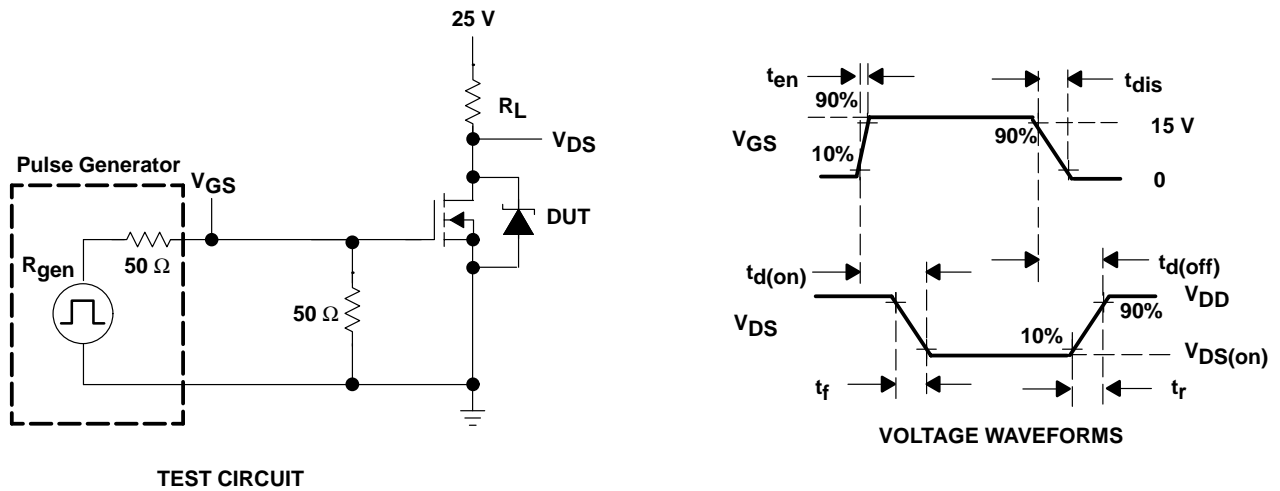 25 V
RL
VDS
Pulse Generator
VGS
DUT
Rgen
50 Ω
50 Ω
TEST CIRCUIT
ten
tdis
90%
VGS
90%
15 V
10%
0
td(on)
td(off)
VDD
VDS
90%
10%
VDS(on)
tf
tr
VOLTAGE WAVEFORMS